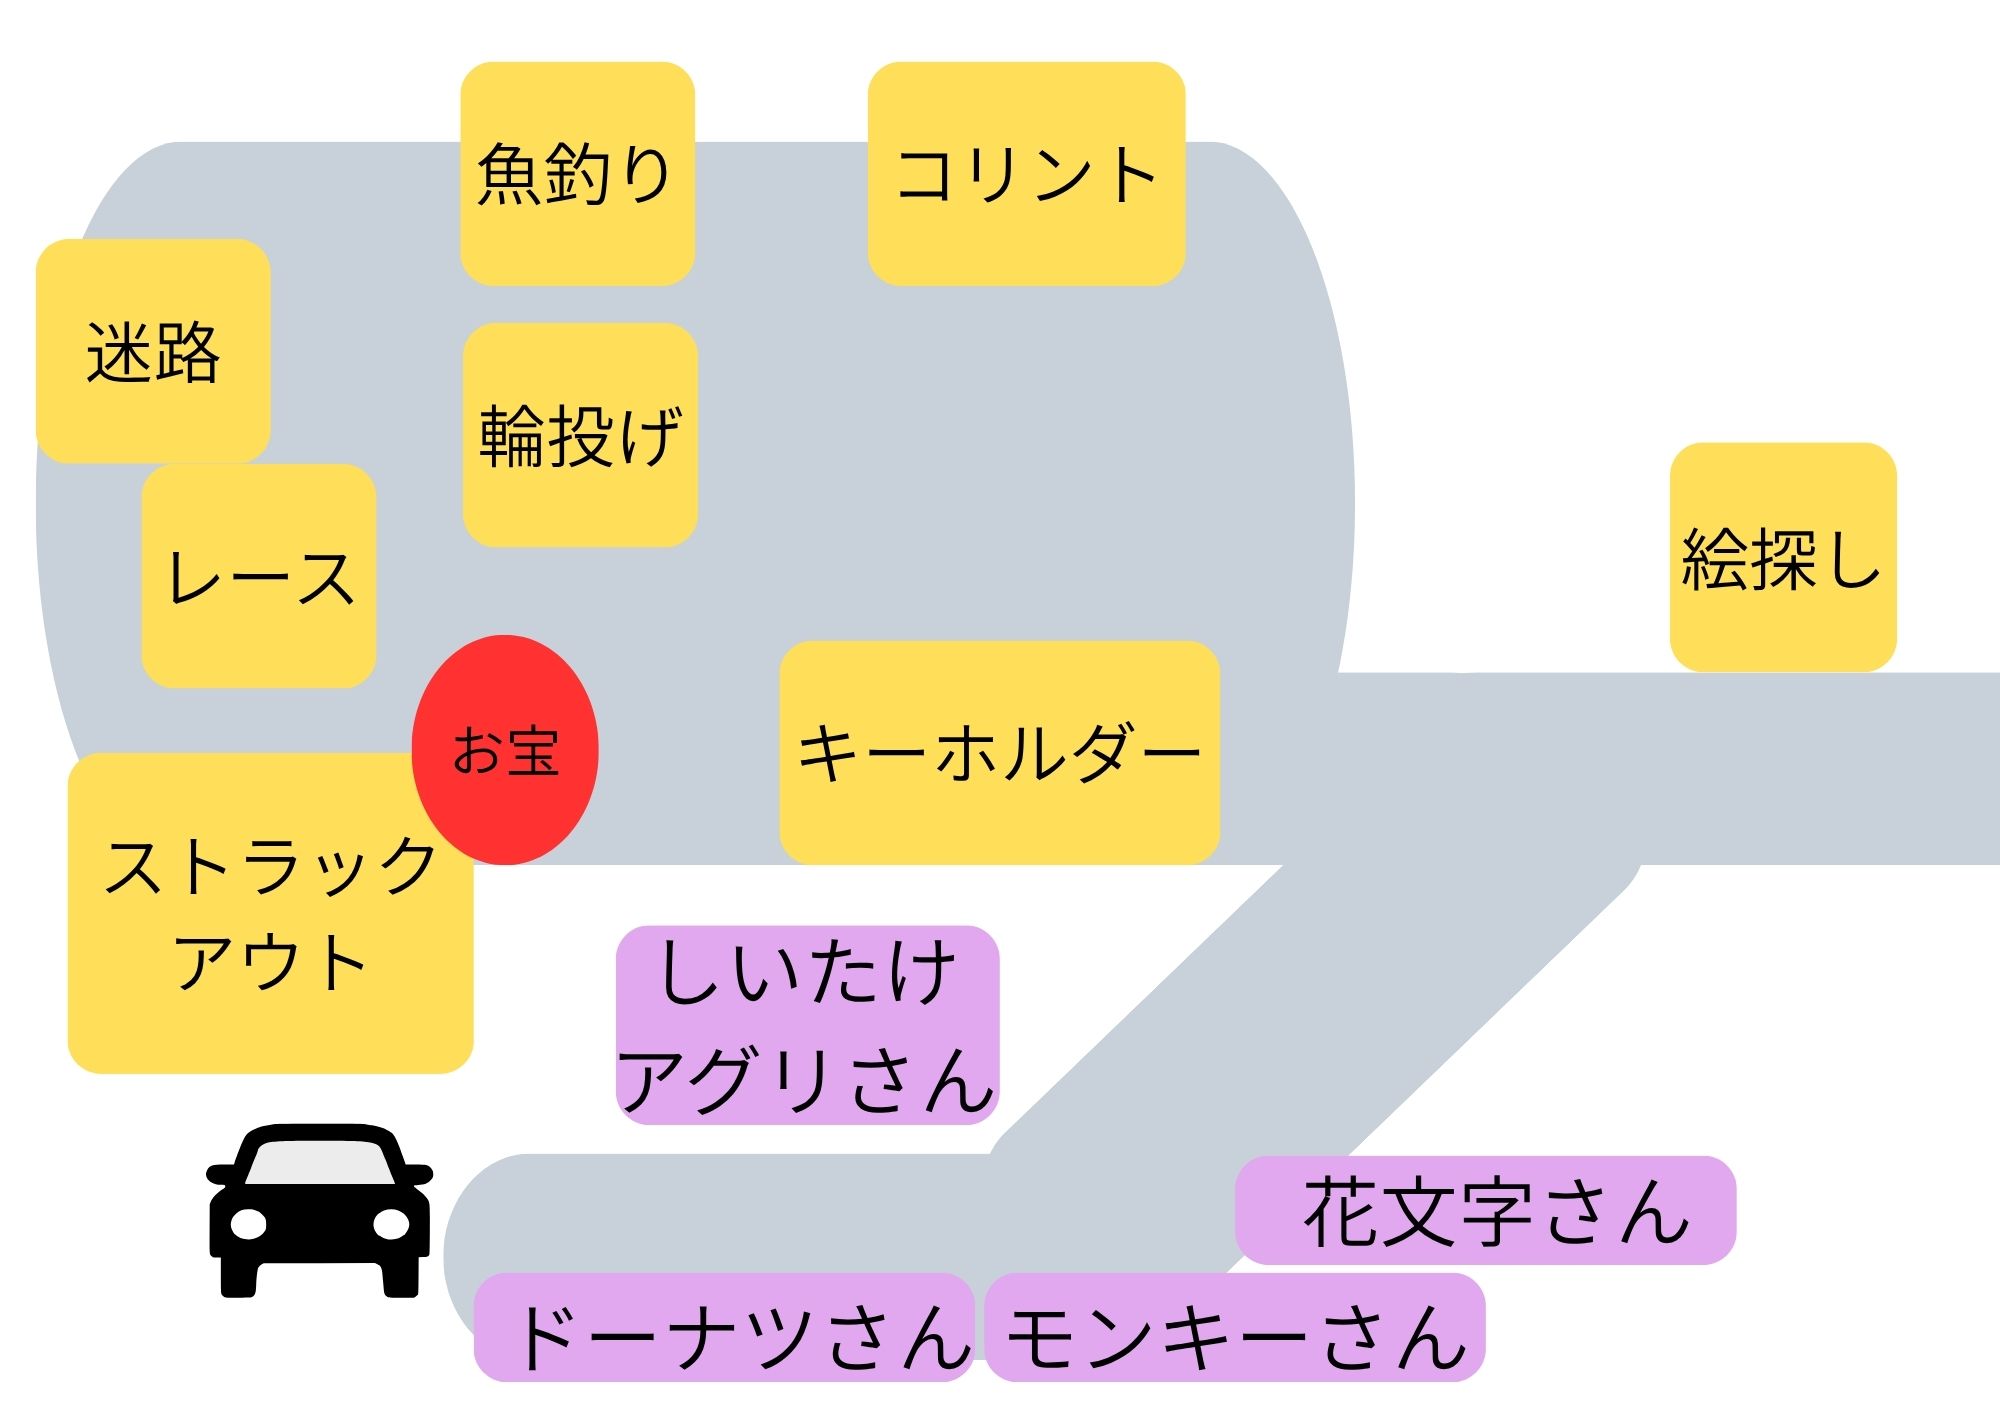 魚釣り
コリント
迷路
輪投げ
レース
絵探し
お宝
キーホルダー
ストラック
アウト
しいたけ
アグリさん
花文字さん
ドーナツさん
モンキーさん